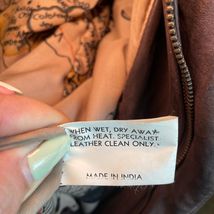 WHEN WET, DRY AWAY
FROM HEAT. SPECIALIST
LEATHER CLEAN ONLY.
MADE IN INDIA